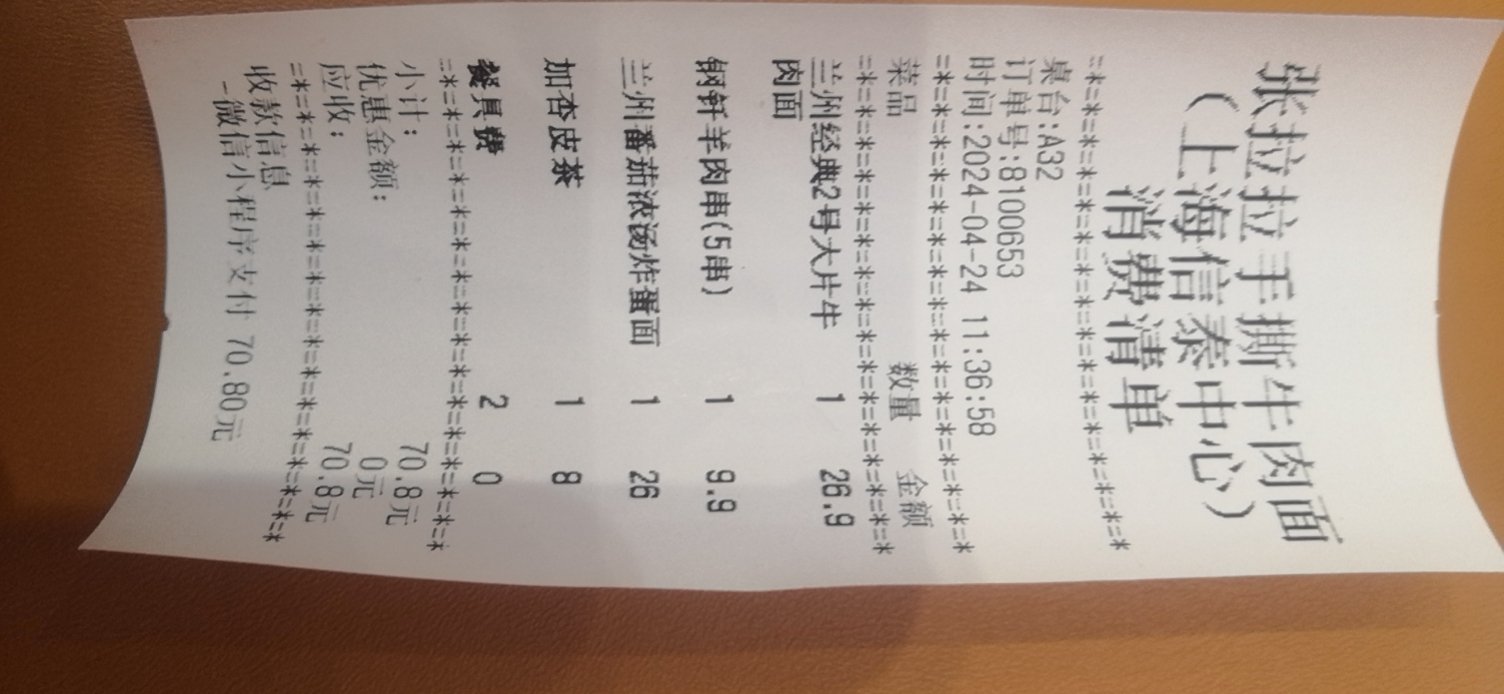 张拉拉手撕牛肉面
(上海信泰中心)
消费清单
=*=*=*=*=*=*=*=*=*=*=*=*=*=*=*=*
桌台:A32
订单号:8100653
时间:2024-04-24 11:36:58
=*=*=*=*=*=*=*=*=*=*=*=*=*=*=*=*
菜品 数量 金额
=*=*=*=*=*=*=*=*=*=*=*=*=*=*=*=*
兰州经典2号大片牛 1 26.9
肉面
钢钎羊肉串(5串) 1 9.9
兰州番茄浓汤炸蛋面 1 26
加杏皮茶 1 8
餐具费 2 0
=*=*=*=*=*=*=*=*=*=*=*=*=*=*=*=*
小计: 70.8元
优惠金额: 0元
应收: 70.8元
=*=*=*=*=*=*=*=*=*=*=*=*=*=*=*=*
收款信息
-微信小程序支付 70.80元